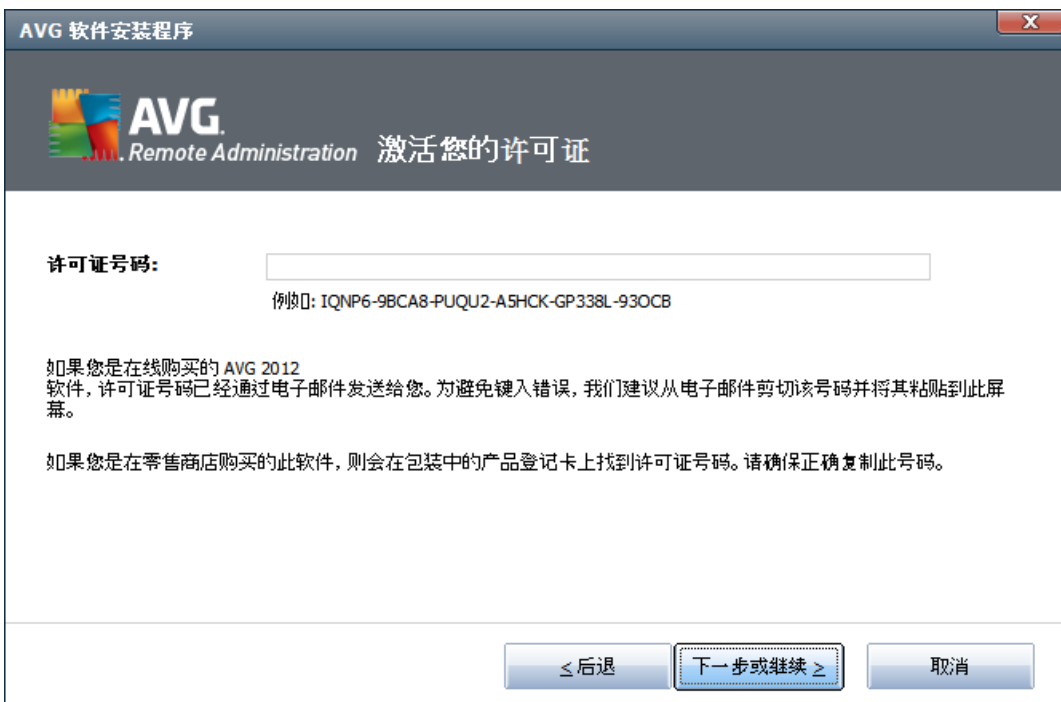 AVG 软件安装程序
AVG.
Remote Administration 激活您的许可证
许可证号码:
例如: IQNP6-9BCA8-PUQU2-A5HCK-GP338L-93OCB
如果您是在线购买的 AVG 2012
软件, 许可证号码已经通过电子邮件发送给您。为避免键入错误, 我们建议从电子邮件剪切该号码并将其粘贴到此屏
幕。
如果您是在零售商店购买的此软件, 则会在包装中的产品登记卡上找到许可证号码。请确保正确复制此号码。
≤后退 下一步或继续 ≥ 取消